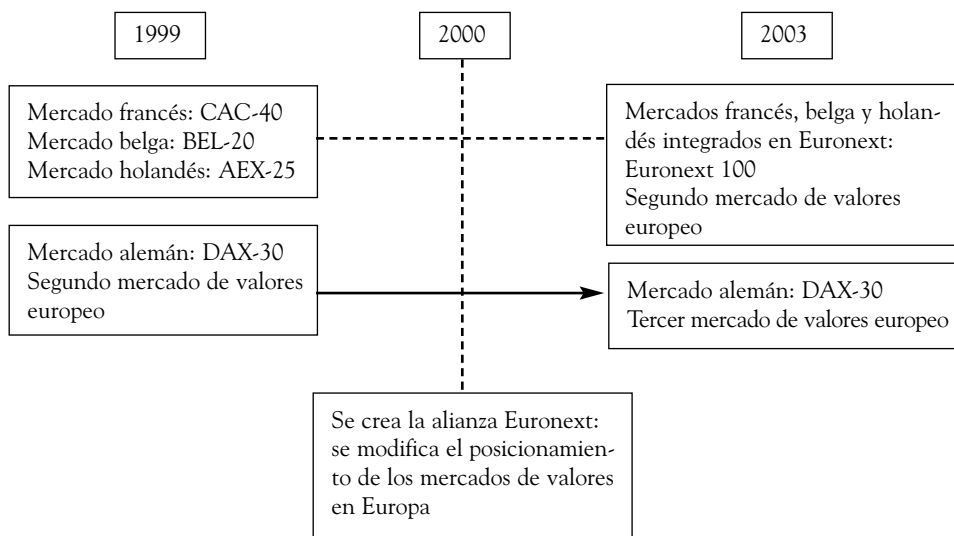 1999
2000
2003
Mercado francés: CAC-40
Mercado belga: BEL-20
Mercado holandés: AEX-25
Mercados francés, belga y holan-
dés integrados en Euronext:
Euronext 100
Segundo mercado de valores
europeo
Mercado alemán: DAX-30
Segundo mercado de valores
europeo
Mercado alemán: DAX-30
Tercer mercado de valores europeo
Se crea la alianza Euronext:
se modifica el posicionamien-
to de los mercados de valores
en Europa